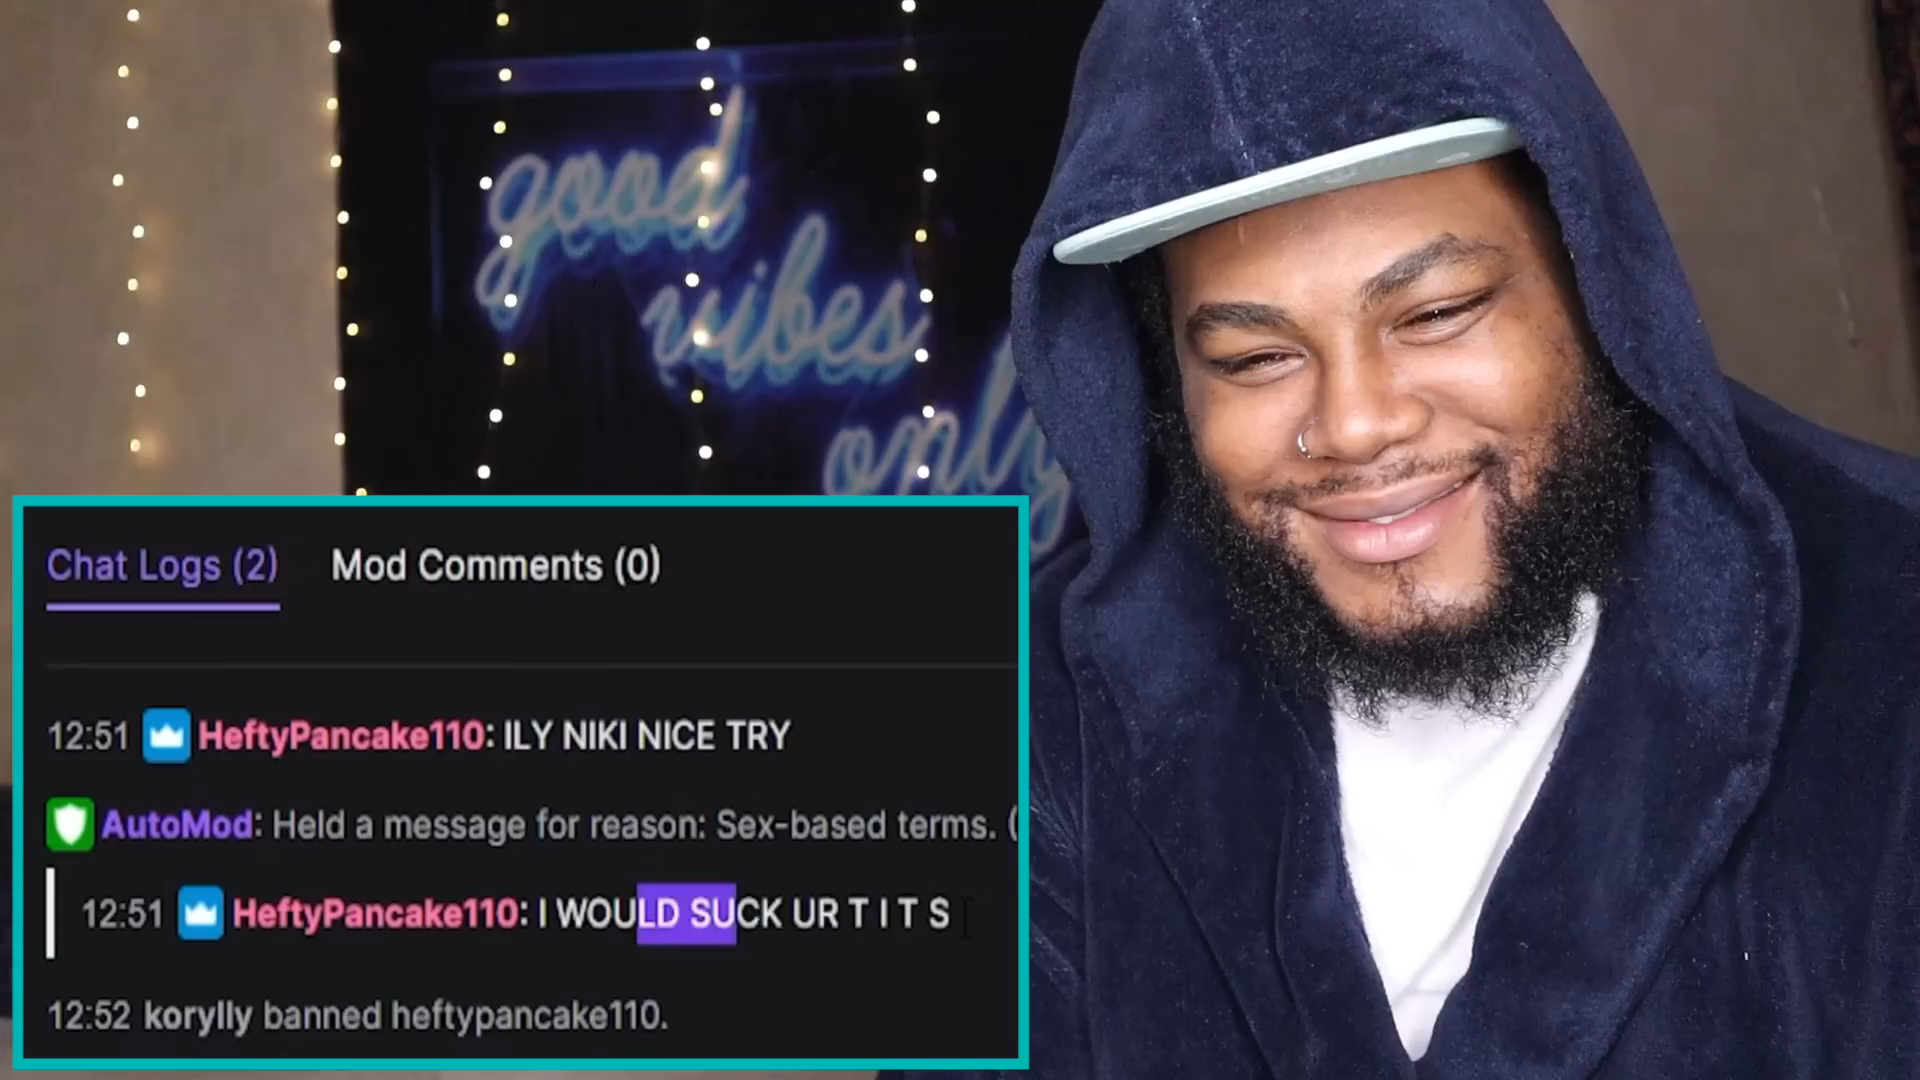 good
vibes
only
Chat Logs (2) Mod Comments (0)
12:51 HeftyPancake110: ILY NIKI NICE TRY
AutoMod: Held a message for reason: Sex-based terms. (
12:51 HeftyPancake110: I WOULD SUCK UR T I T S
12:52 korylly banned heftypancake110.